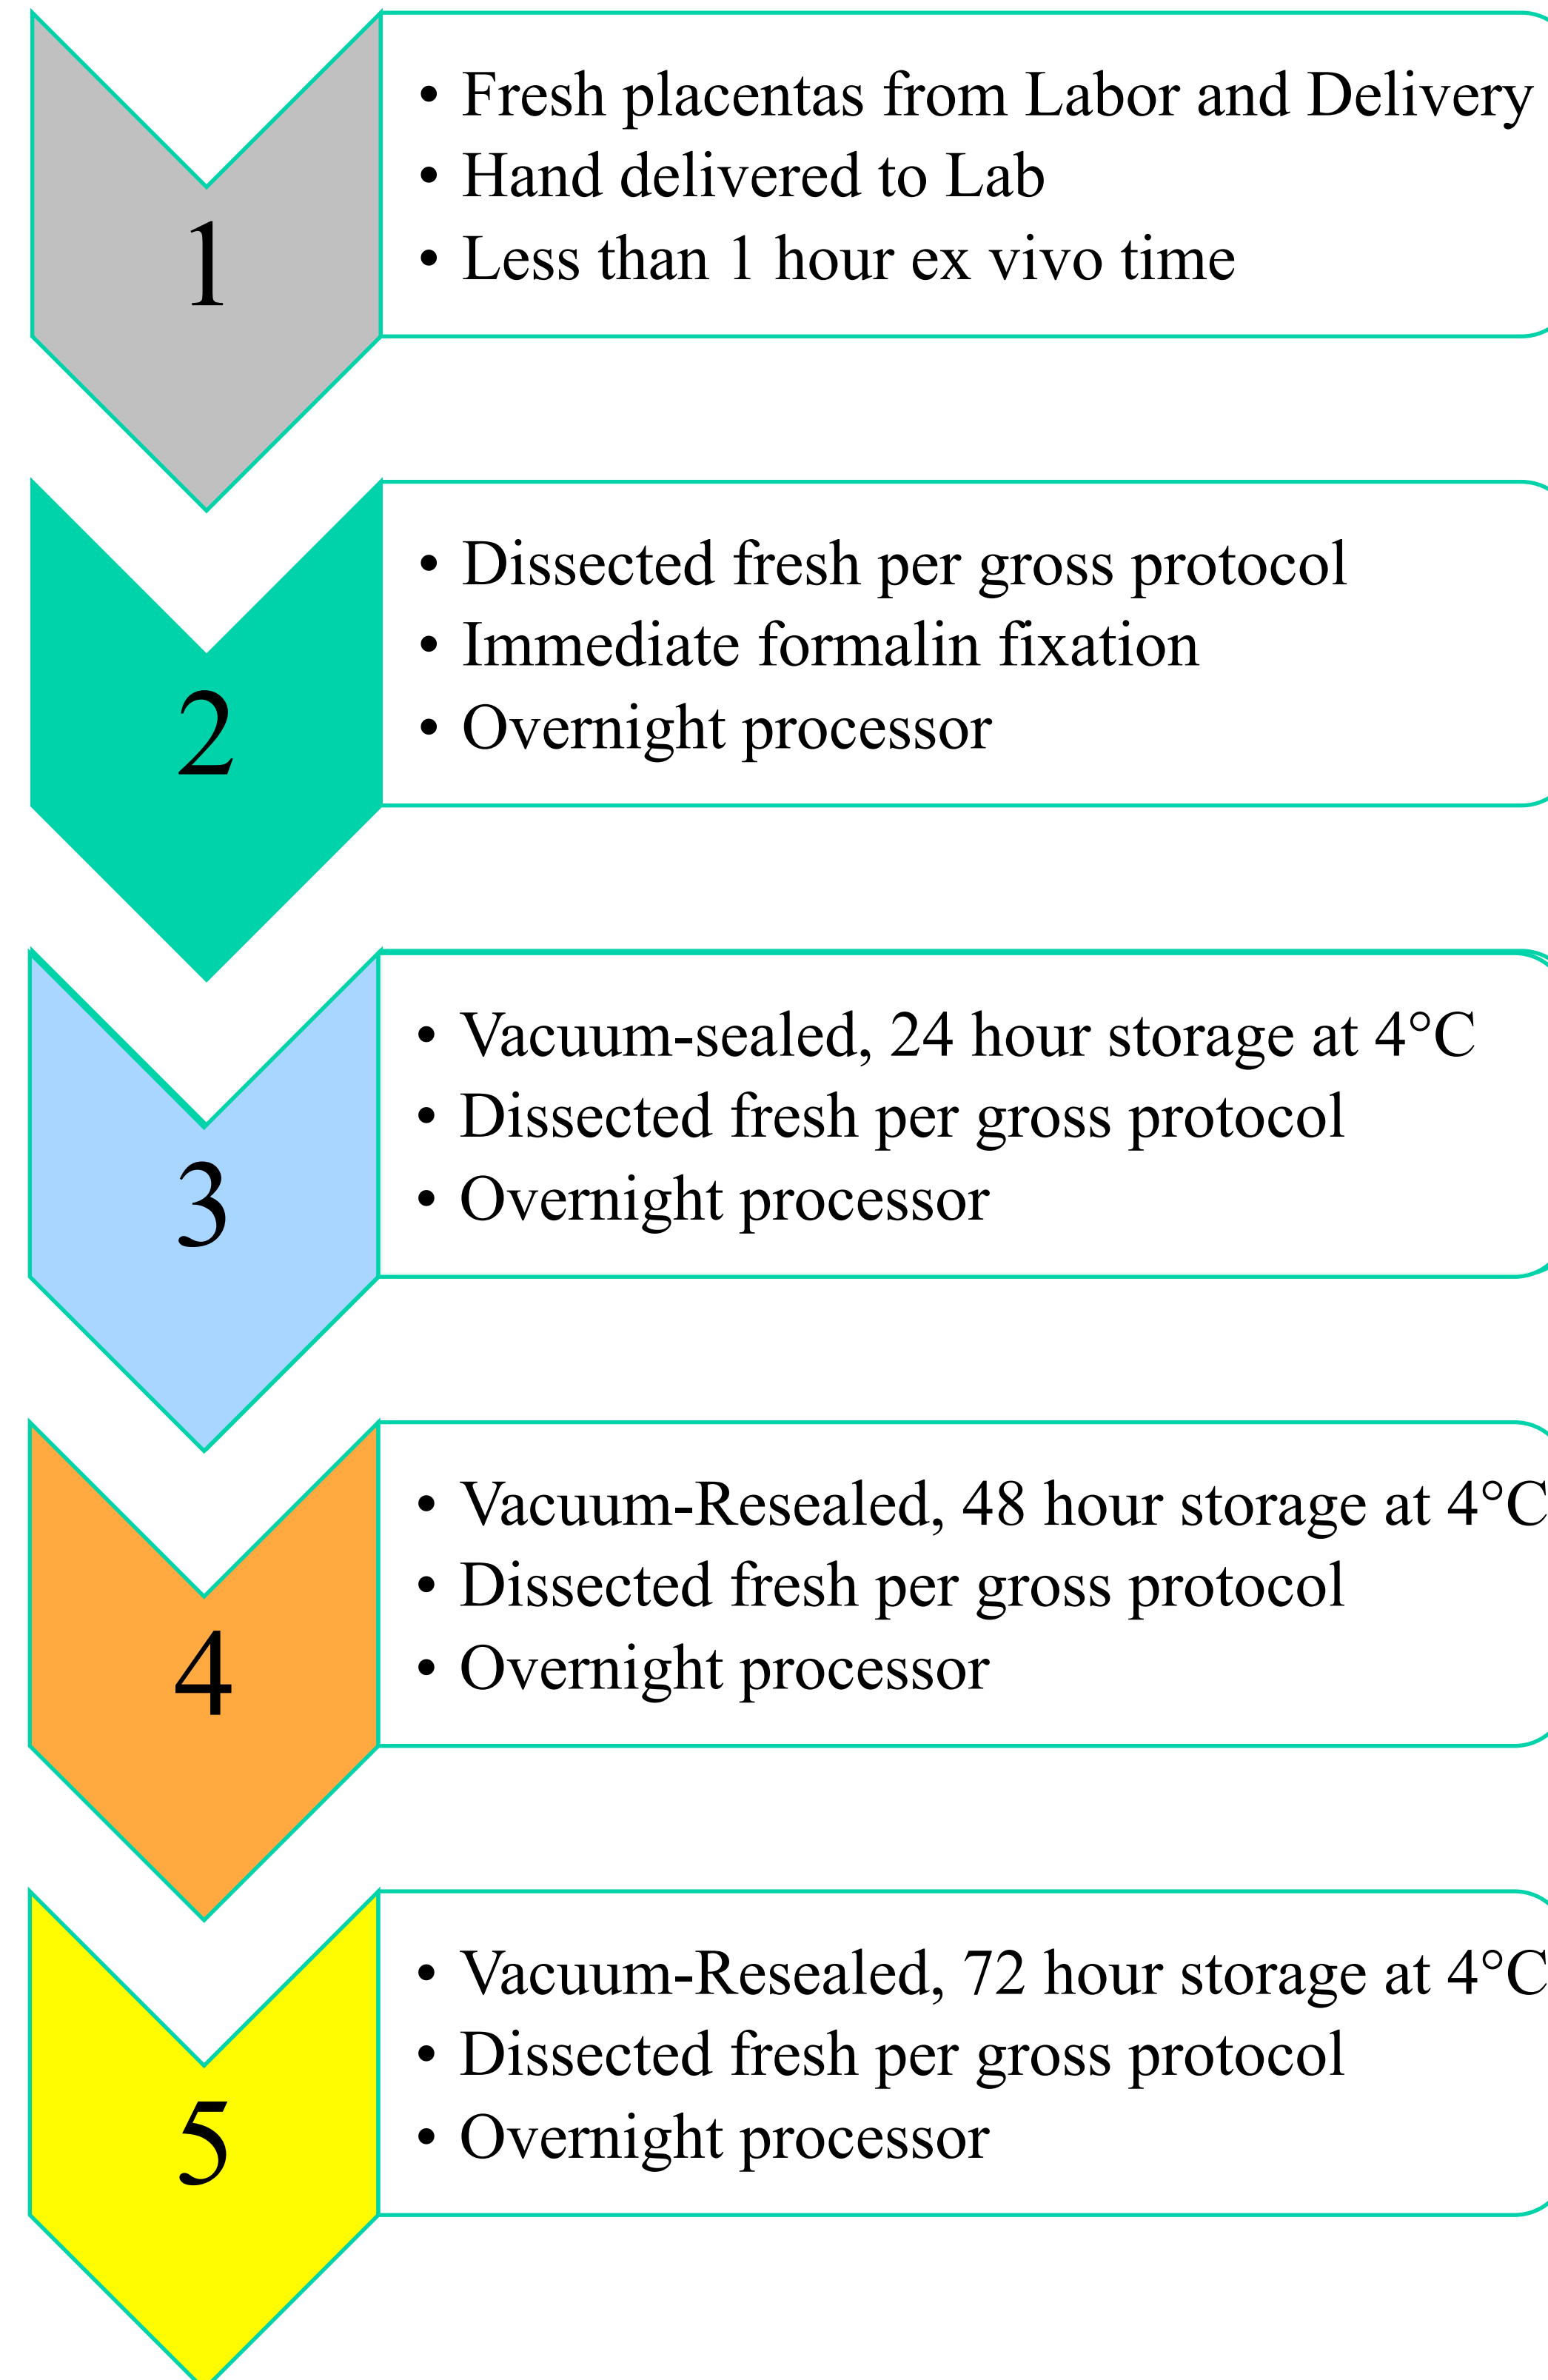 1
• Fresh placentas from Labor and Delivery
• Hand delivered to Lab
• Less than 1 hour ex vivo time
2
• Dissected fresh per gross protocol
• Immediate formalin fixation
• Overnight processor
3
• Vacuum-sealed, 24 hour storage at 4°C
• Dissected fresh per gross protocol
• Overnight processor
4
• Vacuum-Resealed, 48 hour storage at 4°C
• Dissected fresh per gross protocol
• Overnight processor
5
• Vacuum-Resealed, 72 hour storage at 4°C
• Dissected fresh per gross protocol
• Overnight processor